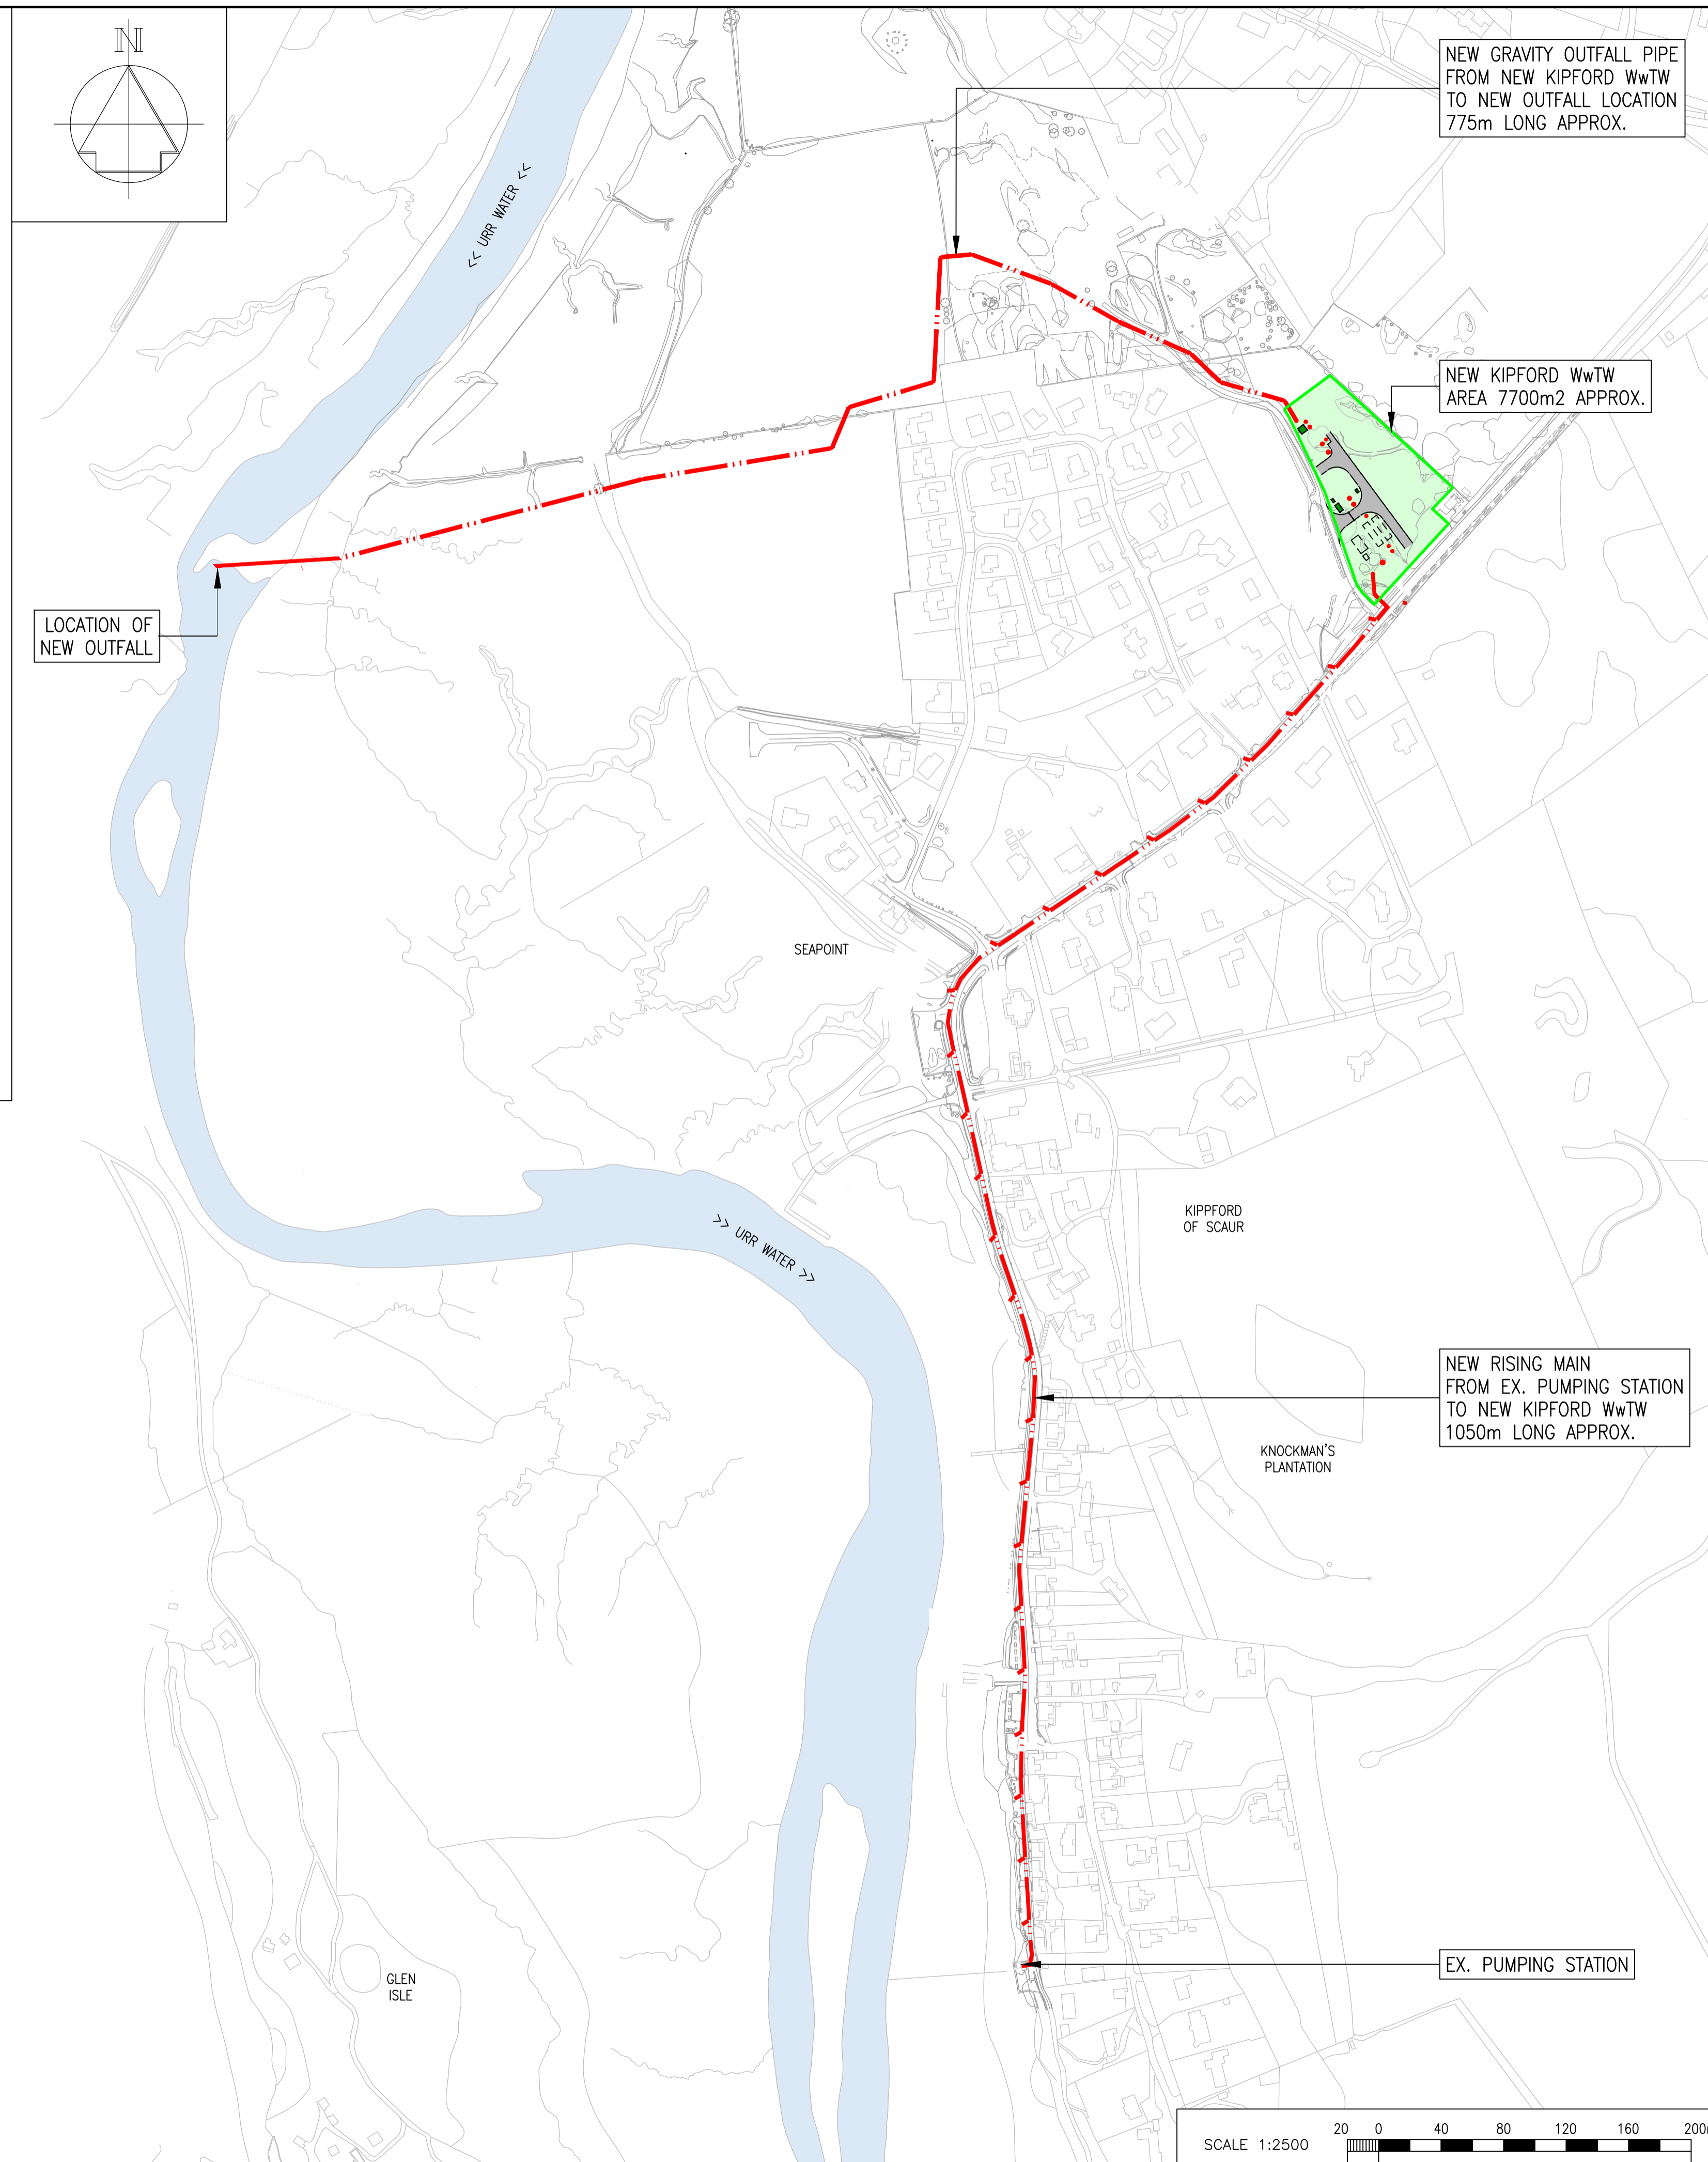 N
NEW GRAVITY OUTFALL PIPE
FROM NEW KIPFORD WwTW
TO NEW OUTFALL LOCATION
775m LONG APPROX.
<< URR WATER <<
NEW KIPFORD WwTW
AREA 7700m2 APPROX.
LOCATION OF
NEW OUTFALL
SEAPOINT
KIPPFORD
OF SCAUR
>> URR WATER >>
NEW RISING MAIN
FROM EX. PUMPING STATION
TO NEW KIPFORD WwTW
1050m LONG APPROX.
KNOCKMAN'S
PLANTATION
EX. PUMPING STATION
GLEN
ISLE
SCALE 1:2500
20 0 40 80 120 160 200m